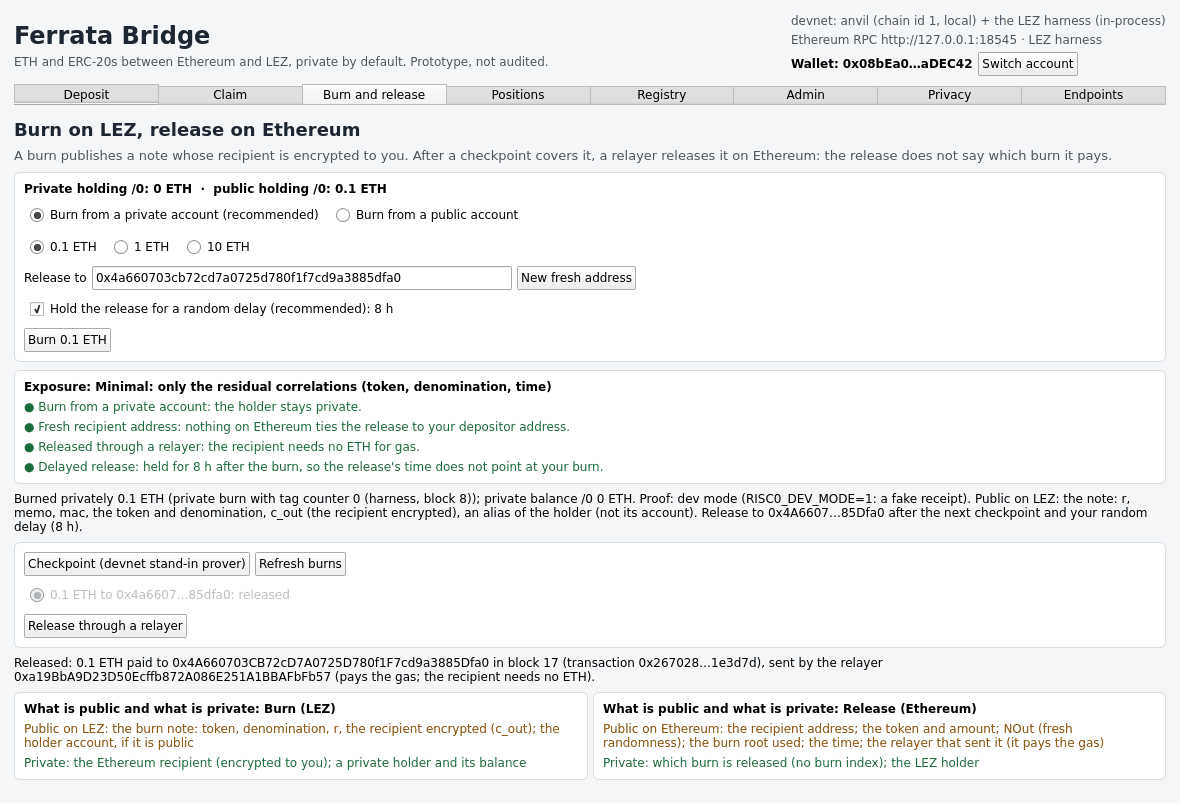 Ferrata Bridge
ETH and ERC-20s between Ethereum and LEZ, private by default. Prototype, not audited.
devnet: anvil (chain id 1, local) + the LEZ harness (in-process)
Ethereum RPC http://127.0.0.1:18545 · LEZ harness
Wallet: 0x08bEa0…aDEC42 Switch account
Deposit Claim Burn and release Positions Registry Admin Privacy Endpoints
Burn on LEZ, release on Ethereum
A burn publishes a note whose recipient is encrypted to you. After a checkpoint covers it, a relayer releases it on Ethereum: the release does not say which burn it pays.
Private holding /0: 0 ETH · public holding /0: 0.1 ETH
Burn from a private account (recommended) Burn from a public account
0.1 ETH 1 ETH 10 ETH
Release to 0x4a660703cb72cd7a0725d780f1f7cd9a3885dfa0 New fresh address
Hold the release for a random delay (recommended): 8 h
Burn 0.1 ETH
Exposure: Minimal: only the residual correlations (token, denomination, time)
● Burn from a private account: the holder stays private.
● Fresh recipient address: nothing on Ethereum ties the release to your depositor address.
● Released through a relayer: the recipient needs no ETH for gas.
● Delayed release: held for 8 h after the burn, so the release's time does not point at your burn.
Burned privately 0.1 ETH (private burn with tag counter 0 (harness, block 8)); private balance /0 0 ETH. Proof: dev mode (RISC0_DEV_MODE=1: a fake receipt). Public on LEZ: the note: r,
memo, mac, the token and denomination, c_out (the recipient encrypted), an alias of the holder (not its account). Release to 0x4A6607…85Dfa0 after the next checkpoint and your random
delay (8 h).
Checkpoint (devnet stand-in prover) Refresh burns
0.1 ETH to 0x4a6607…85dfa0: released
Release through a relayer
Released: 0.1 ETH paid to 0x4A660703CB72cD7A0725D780f1F7cd9a3885Dfa0 in block 17 (transaction 0x267028…1e3d7d), sent by the relayer
0xa19BbA9D23D50Ecffb872A086E251A1BBAFbFb57 (pays the gas; the recipient needs no ETH).
What is public and what is private: Burn (LEZ)
Public on LEZ: the burn note: token, denomination, r, the recipient encrypted (c_out); the
holder account, if it is public
Private: the Ethereum recipient (encrypted to you); a private holder and its balance
What is public and what is private: Release (Ethereum)
Public on Ethereum: the recipient address; the token and amount; NOut (fresh
randomness); the burn root used; the time; the relayer that sent it (it pays the gas)
Private: which burn is released (no burn index); the LEZ holder